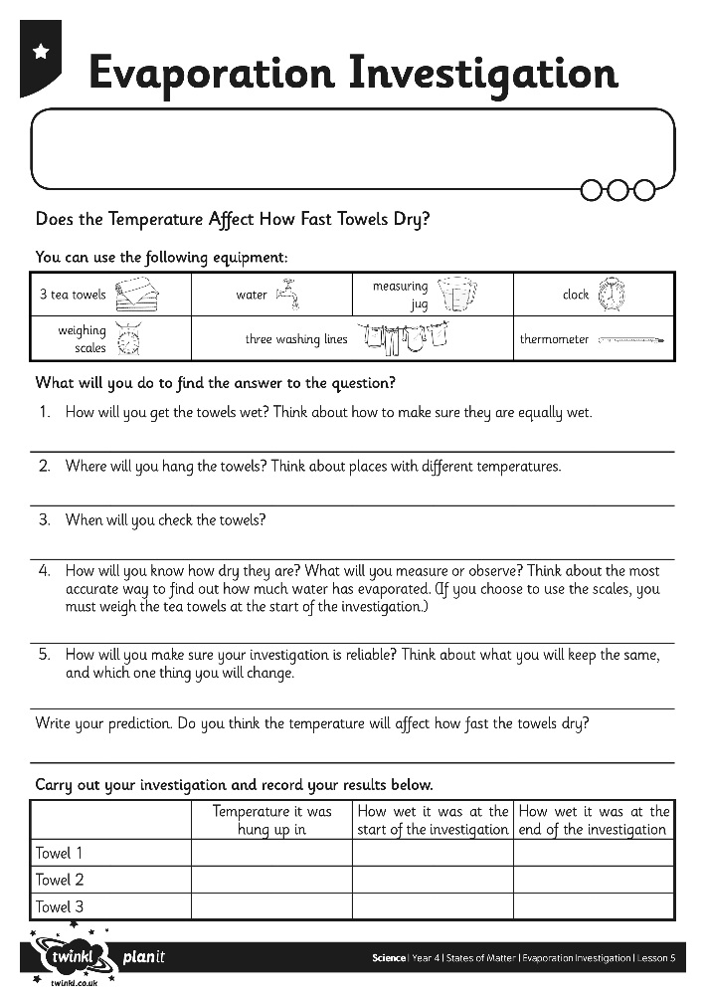 Evaporation Investigation
Does the Temperature Affect How Fast Towels Dry?
You can use the following equipment:
3 tea towels
water
measuring
jug
clock
weighing
scales
three washing lines
thermometer
What will you do to find the answer to the question?
1. How will you get the towels wet? Think about how to make sure they are equally wet.
2. Where will you hang the towels? Think about places with different temperatures.
3. When will you check the towels?
4. How will you know how dry they are? What will you measure or observe? Think about the most
accurate way to find out how much water has evaporated. (If you choose to use the scales, you
must weigh the tea towels at the start of the investigation.)
5. How will you make sure your investigation is reliable? Think about what you will keep the same,
and which one thing you will change.
Write your prediction. Do you think the temperature will affect how fast the towels dry?
Carry out your investigation and record your results below.
Temperature it was
hung up in
How wet it was at the
start of the investigation
How wet it was at the
end of the investigation
Towel 1
Towel 2
Towel 3
twinkl planit
twinkl.co.uk
Science | Year 4 | States of Matter | Evaporation Investigation | Lesson 5